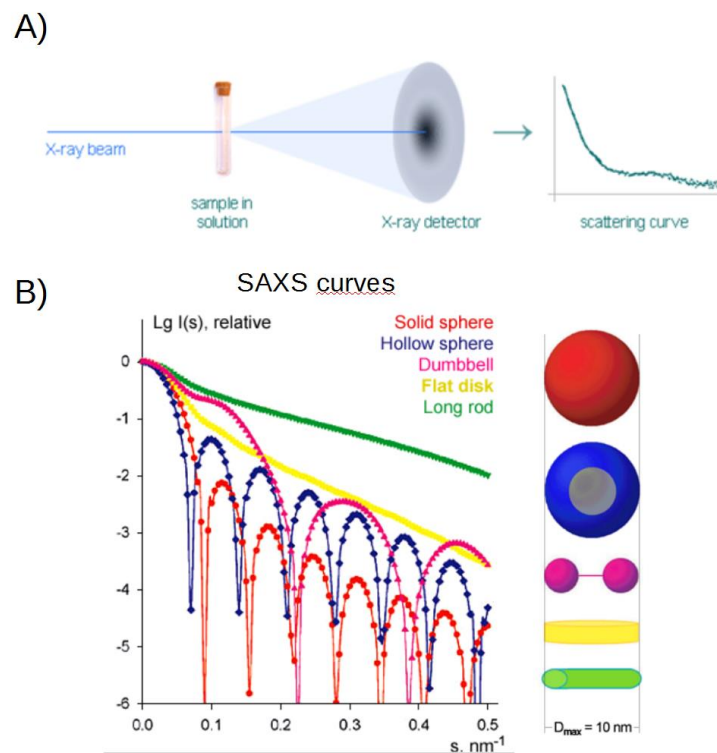 A)
X-ray beam
sample in
solution
X-ray detector
scattering curve
B)
SAXS curves
Lg I(s), relative
Solid sphere
Hollow sphere
Dumbbell
Flat disk
Long rod
0
-1
-2
-3
-4
-5
-6
0.0
0.1
0.2
0.3
0.4
0.5
s, nm⁻¹
Dmax = 10 nm